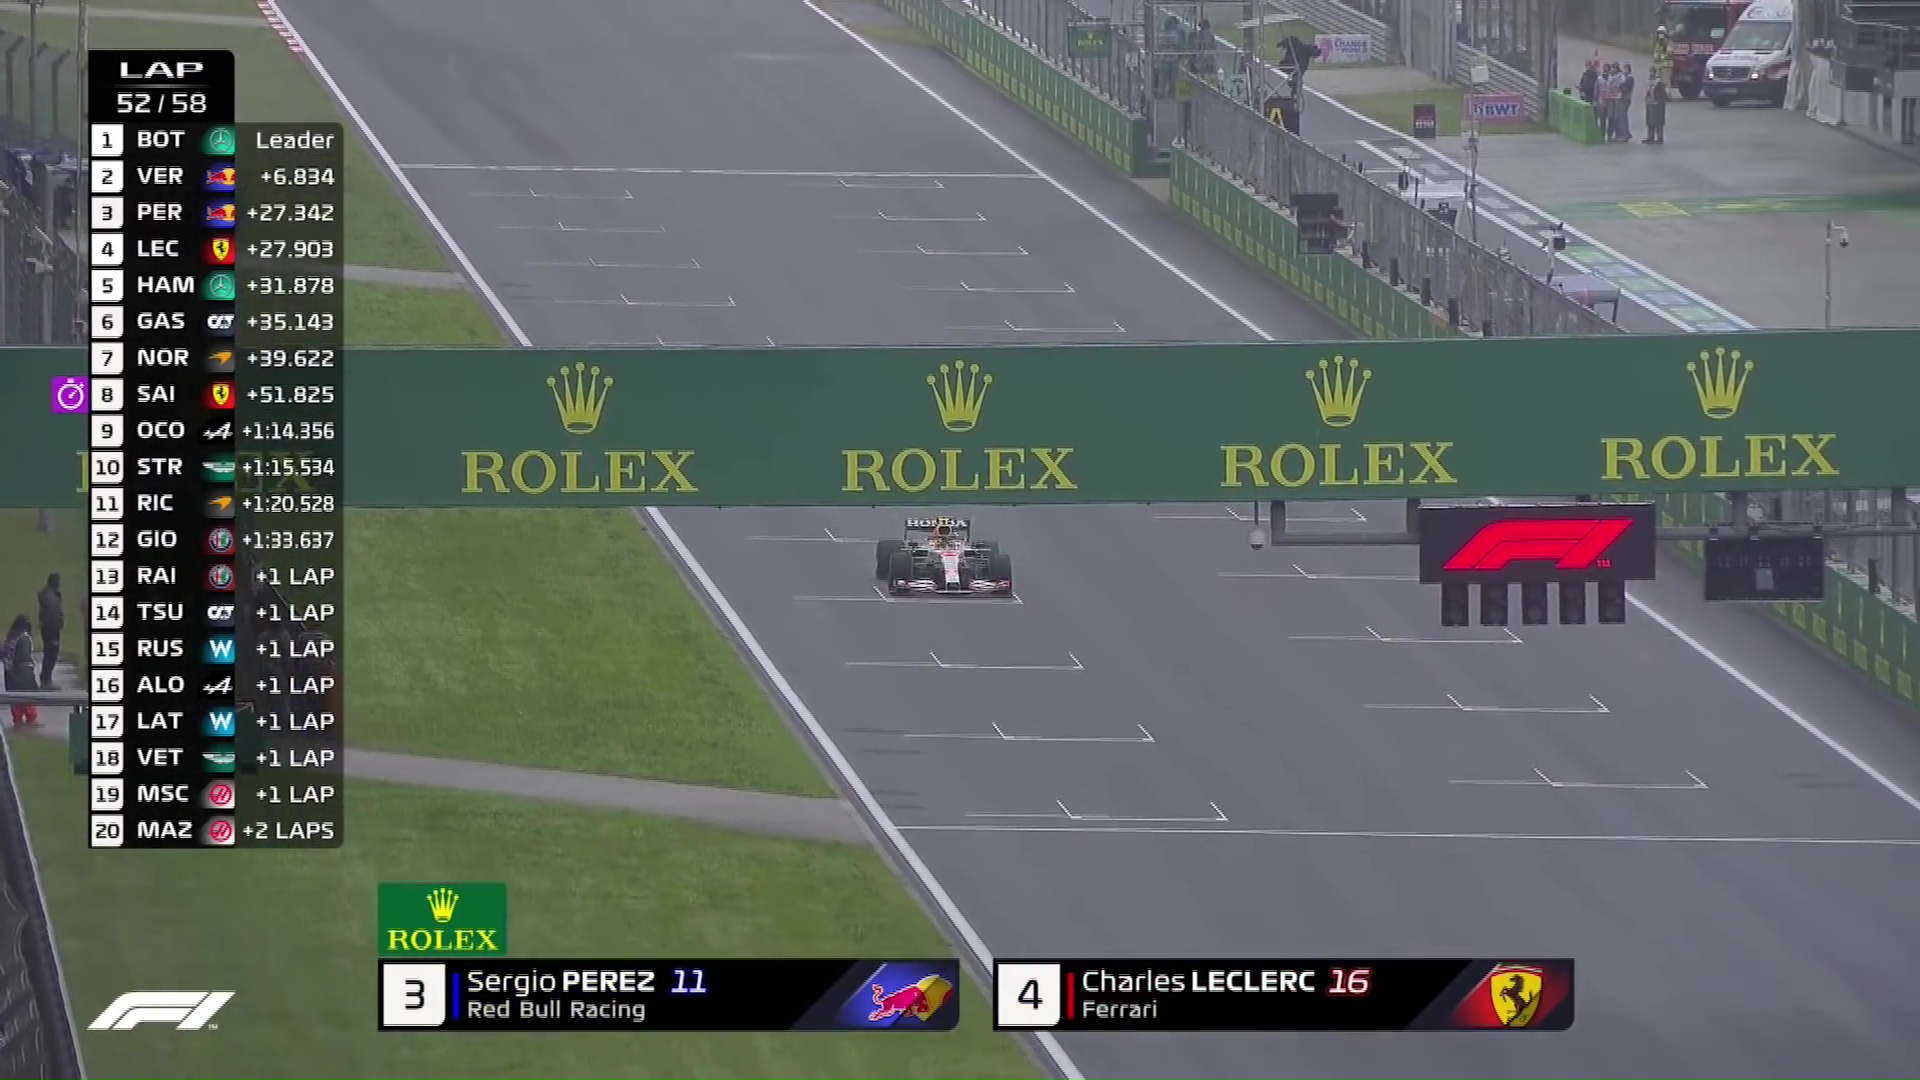 LAP
52 / 58
1 BOT Leader
2 VER +6.834
3 PER +27.342
4 LEC +27.903
5 HAM +31.878
6 GAS +35.143
7 NOR +39.622
8 SAI +51.825
9 OCO +1:14.356
10 STR +1:15.534
11 RIC +1:20.528
12 GIO +1:33.637
13 RAI +1 LAP
14 TSU +1 LAP
15 RUS W +1 LAP
16 ALO +1 LAP
17 LAT W +1 LAP
18 VET +1 LAP
19 MSC +1 LAP
20 MAZ +2 LAPS
ROLEX
BWT
A
ROLEX ROLEX ROLEX ROLEX
HONDA
F1
ROLEX
3 Sergio PEREZ 11
Red Bull Racing
4 Charles LECLERC 16
Ferrari
F1